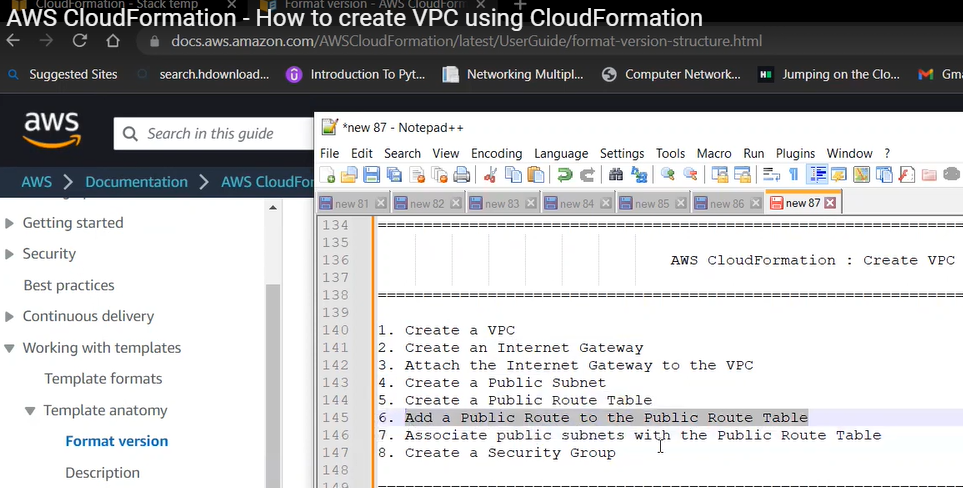 CloudFormation - Stack temp
Format version - AWS CloudForm
AWS CloudFormation - How to create VPC using CloudFormation
docs.aws.amazon.com/AWSCloudFormation/latest/UserGuide/format-version-structure.html
Suggested Sites search.hdownload... Introduction To Pyt... Networking Multipl... Computer Network... Jumping on the Clo... Gma
aws
Search in this guide
AWS > Documentation > AWS CloudFor
Getting started
Security
Best practices
Continuous delivery
Working with templates
Template formats
Template anatomy
Format version
Description
*new 87 - Notepad++
File Edit Search View Encoding Language Settings Tools Macro Run Plugins Window ?
new 81 new 82 new 83 new 84 new 85 new 86 new 87
134 ================================================================
135
136 AWS CloudFormation : Create VPC
137
138 ================================================================
139
140 1. Create a VPC
141 2. Create an Internet Gateway
142 3. Attach the Internet Gateway to the VPC
143 4. Create a Public Subnet
144 5. Create a Public Route Table
145 6. Add a Public Route to the Public Route Table
146 7. Associate public subnets with the Public Route Table
147 8. Create a Security Group
148
149 ================================================================